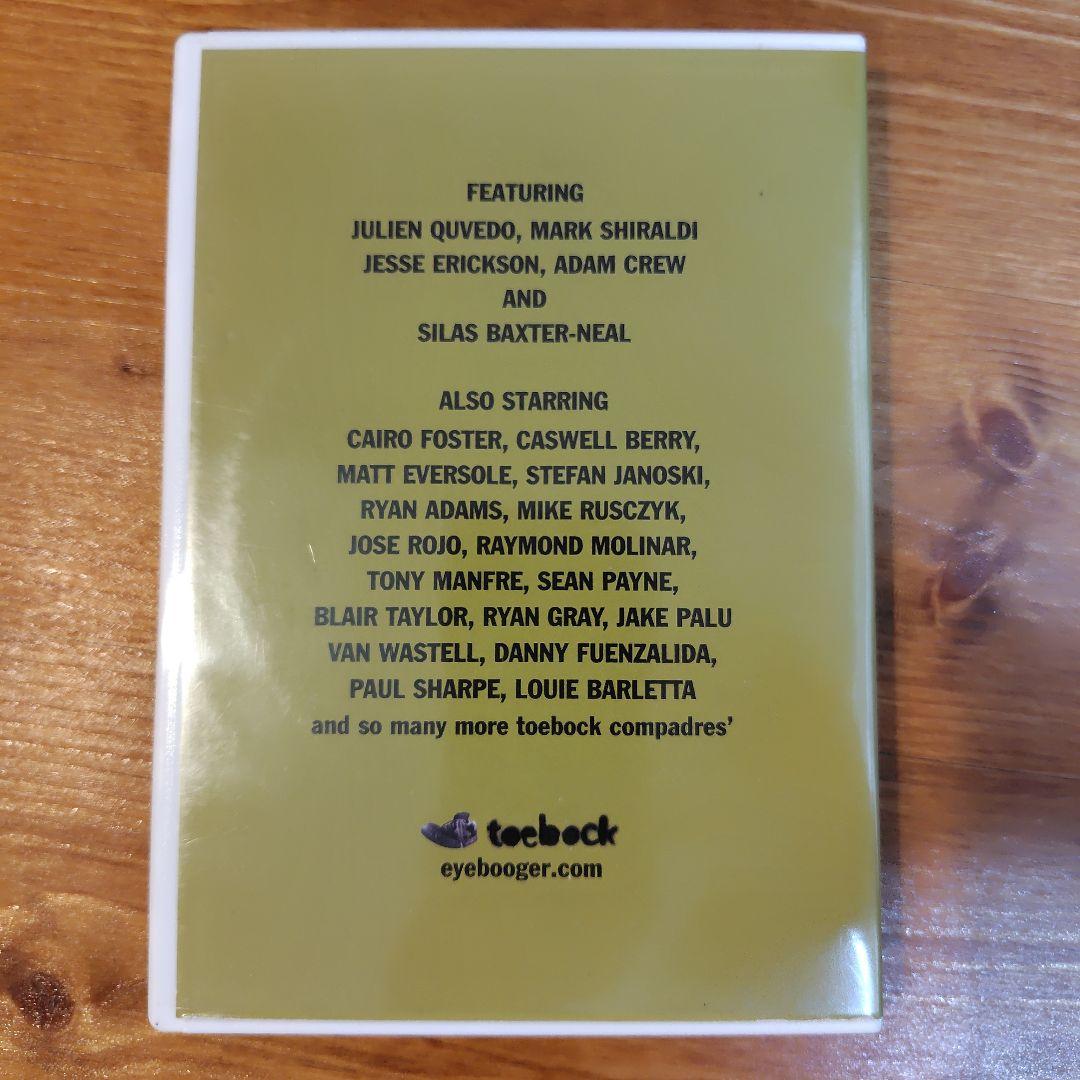 FEATURING
JULIEN QUVEDO, MARK SHIRALDI
JESSE ERICKSON, ADAM CREW
AND
SILAS BAXTER-NEAL
ALSO STARRING
CAIRO FOSTER, CASWELL BERRY,
MATT EVERSOLE, STEFAN JANOSKI,
RYAN ADAMS, MIKE RUSCZYK,
JOSE ROJO, RAYMOND MOLINAR,
TONY MANFRE, SEAN PAYNE,
BLAIR TAYLOR, RYAN GRAY, JAKE PALU
VAN WASTELL, DANNY FUENZALIDA,
PAUL SHARPE, LOUIE BARLETTA
and so many more toebock compadres’
toebock
eyebooger.com